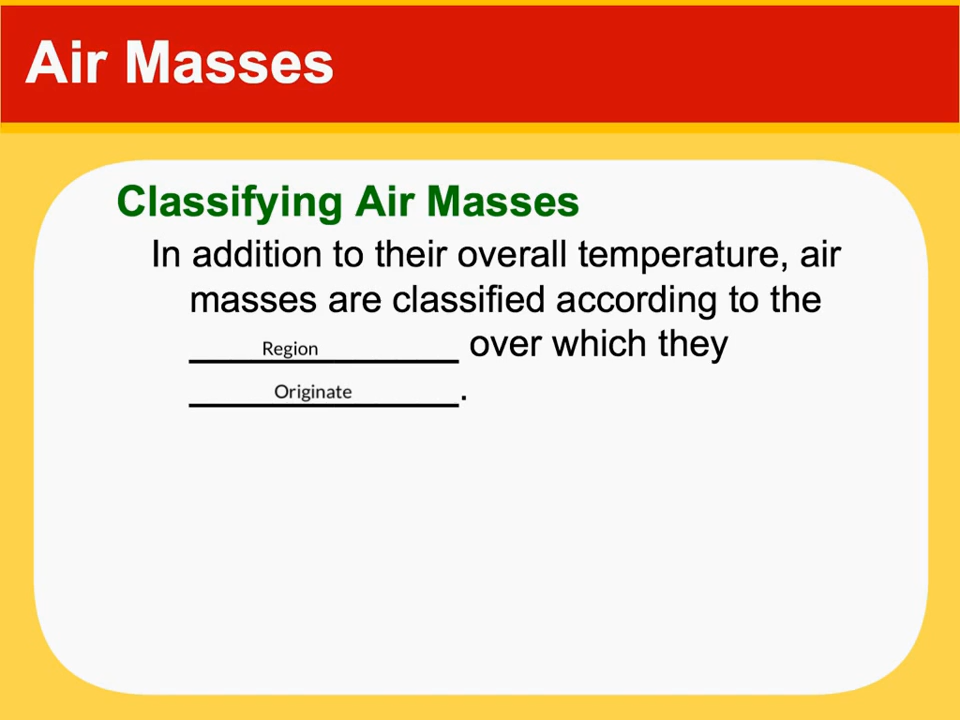 Air Masses
Classifying Air Masses
In addition to their overall temperature, air
masses are classified according to the
Region over which they
Originate.